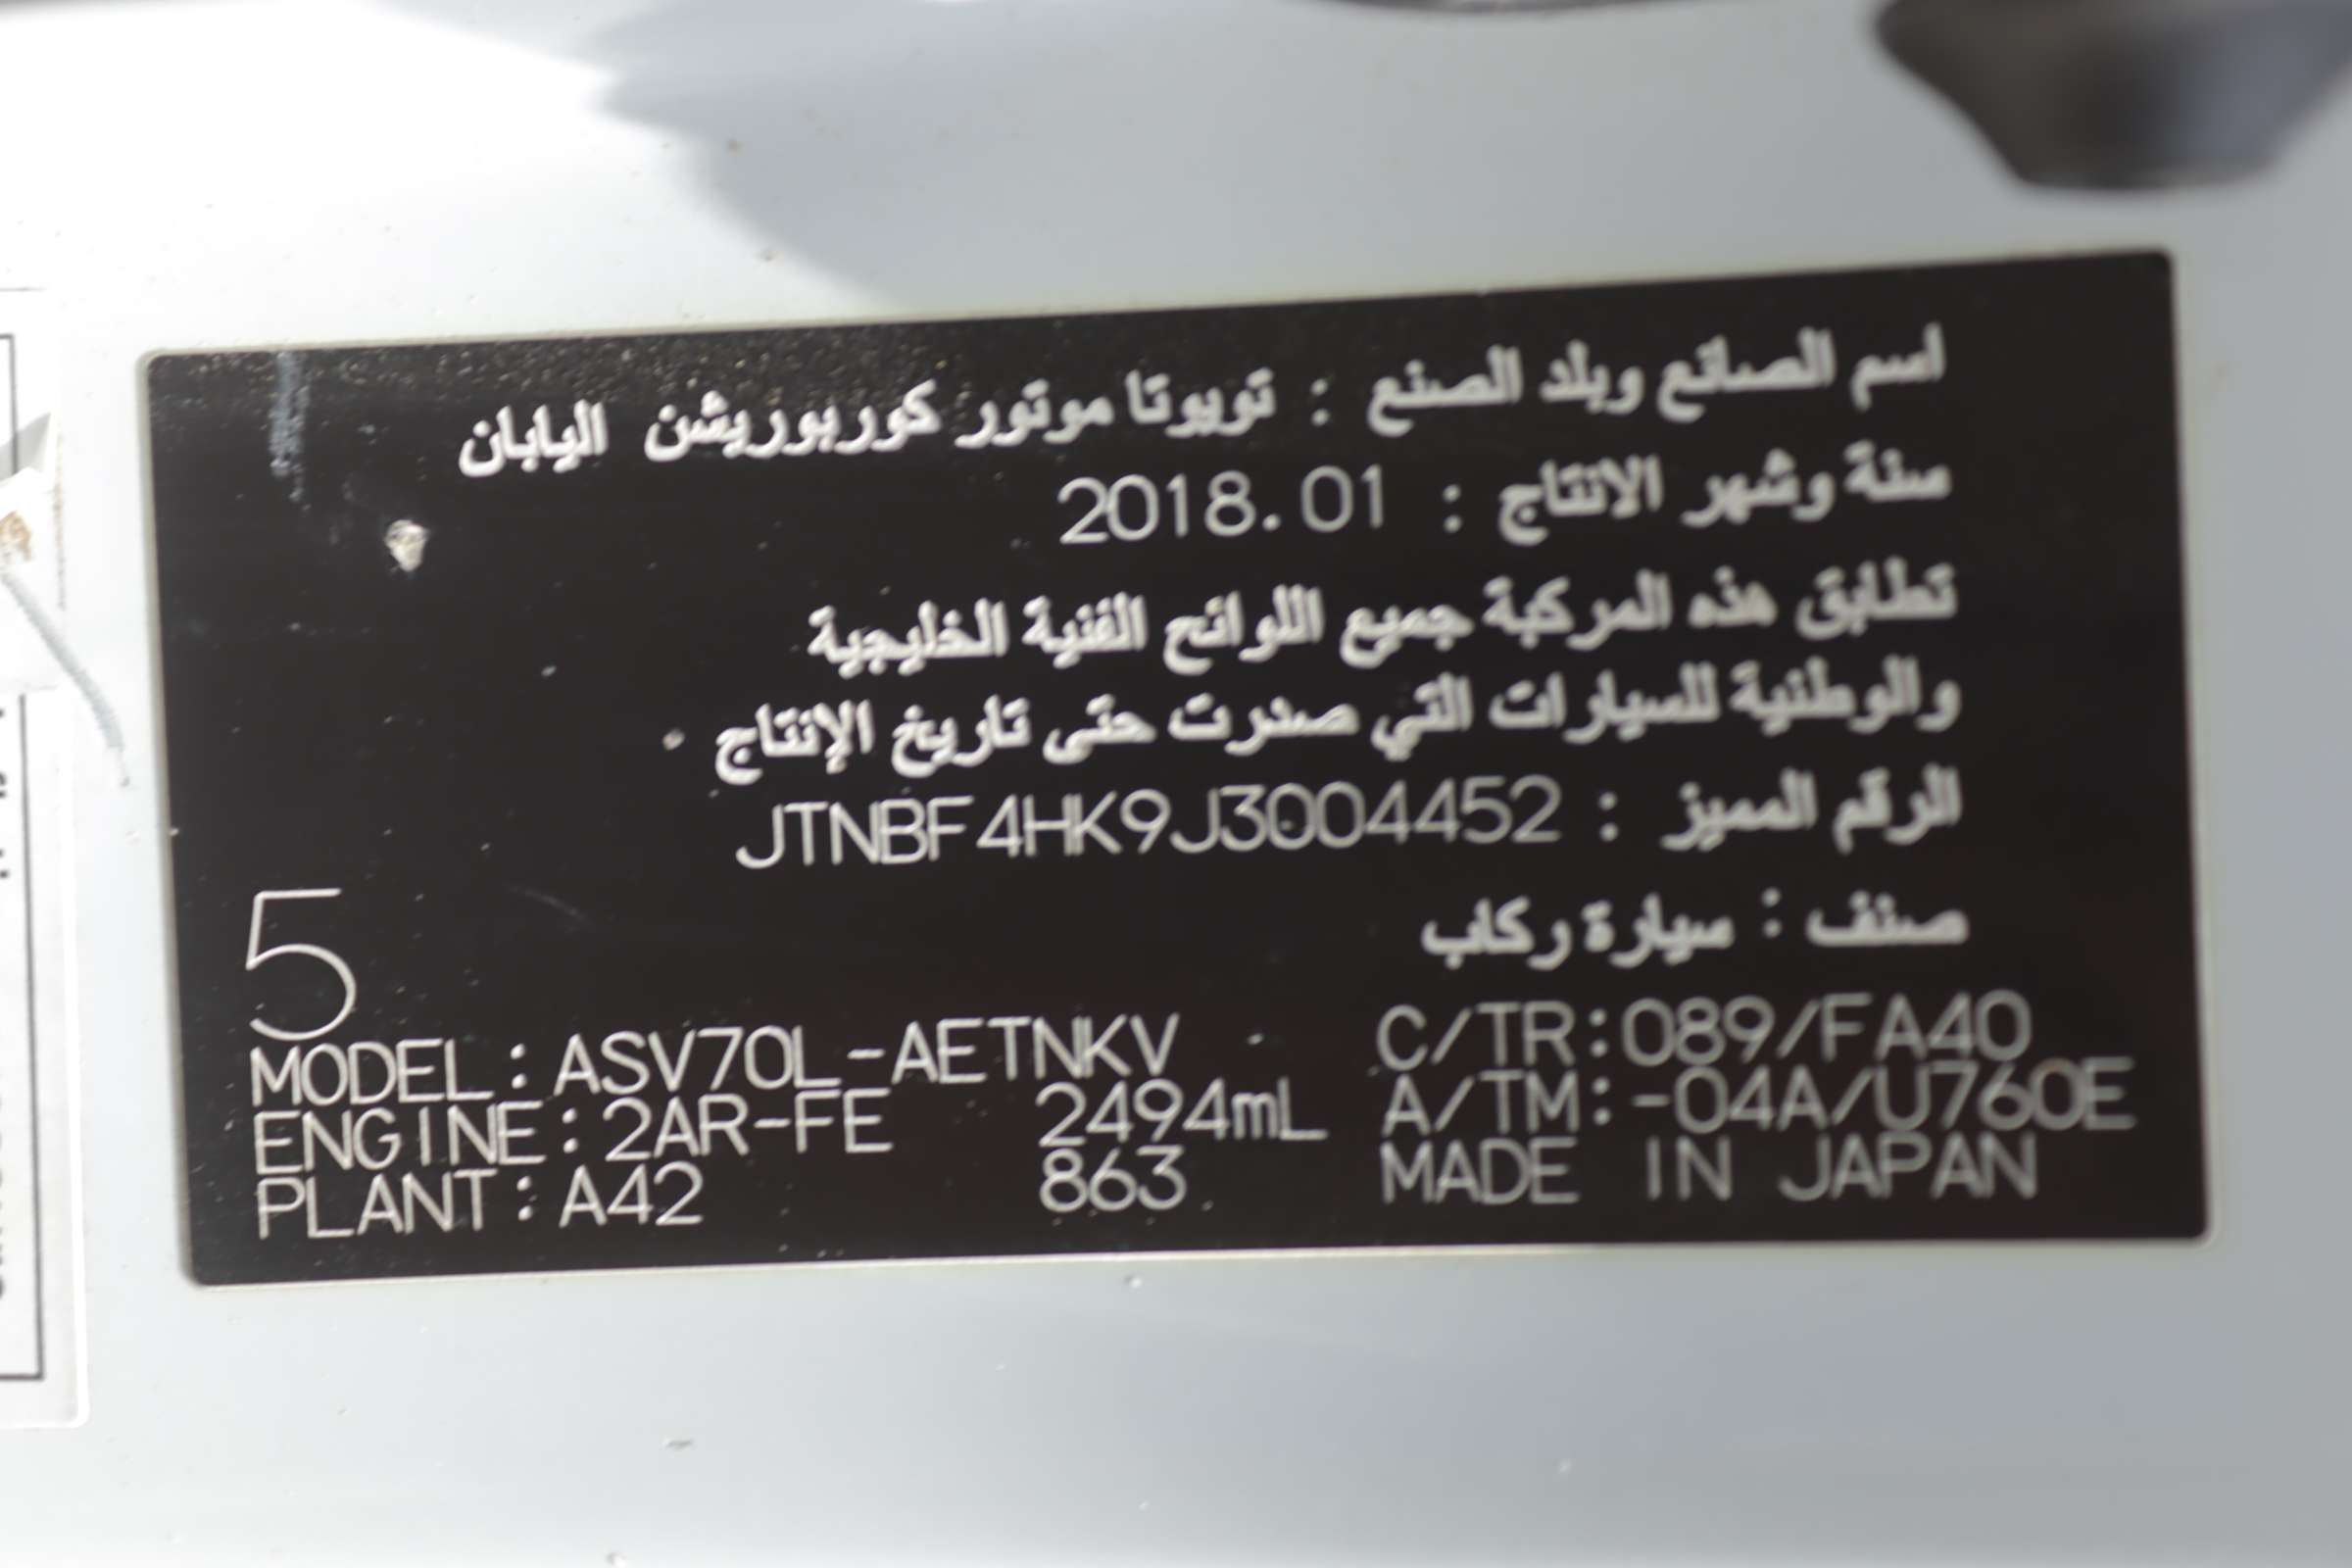 اسم الصانع وبلد الصنع : تويوتا موتور كوربوريشن اليابان
سنة وشهر الانتاج : 2018.01
تطابق هذه المركبة جميع اللوائح الفنية الخليجية
والوطنية للسيارات التي صدرت حتى تاريخ الإنتاج
الرقم المميز : JTNBF4HK9J3004452
صنف : سيارة ركاب
5
MODEL:ASV70L-AETNKV C/TR:089/FA40
ENGINE:2AR-FE 2494mL A/TM:-04A/U760E
PLANT:A42 863 MADE IN JAPAN